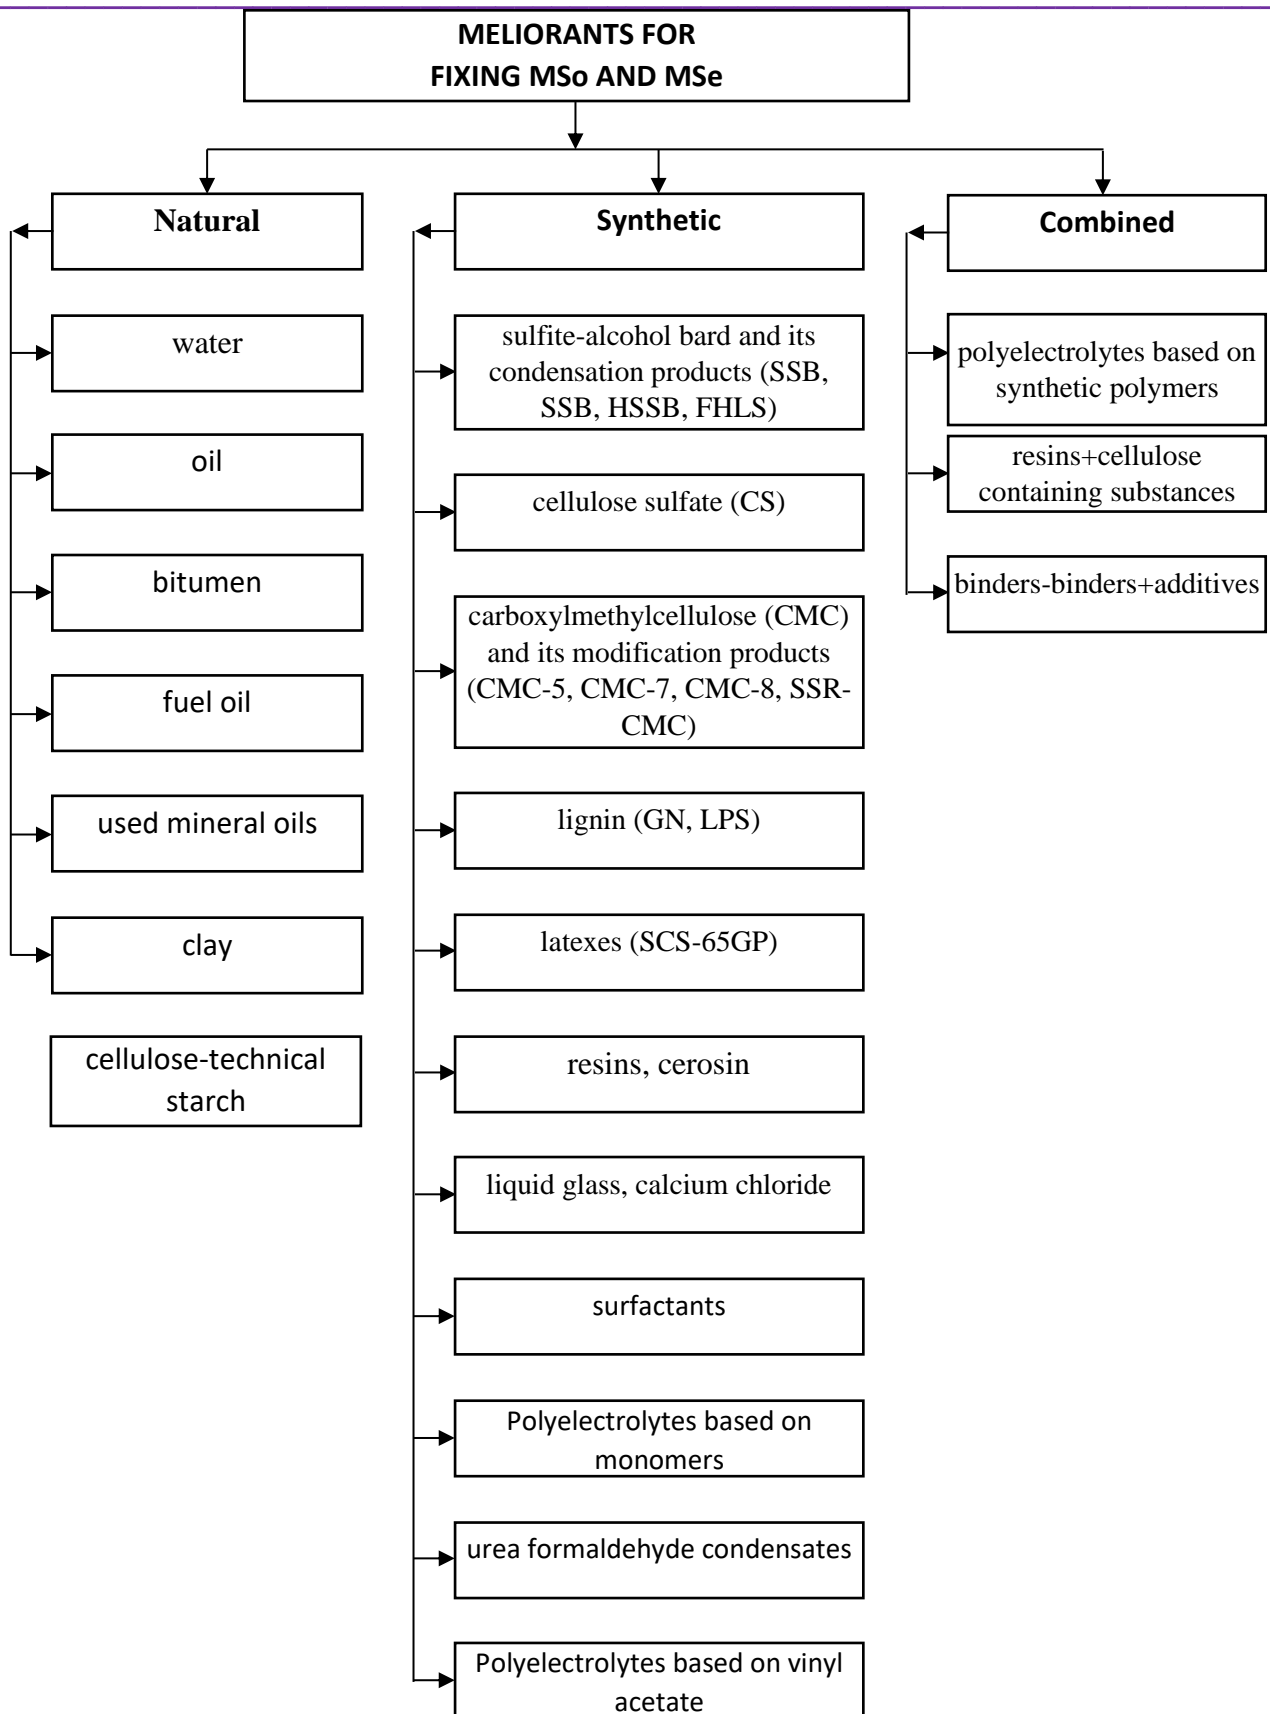 MELIORANTS FOR
FIXING MSo AND MSe
Natural
water
oil
bitumen
fuel oil
used mineral oils
clay
cellulose-technical
starch
Synthetic
sulfite-alcohol bard and its
condensation products (SSB,
SSB, HSSB, FHLS)
cellulose sulfate (CS)
carboxylmethylcellulose (CMC)
and its modification products
(CMC-5, CMC-7, CMC-8, SSR-
CMC)
lignin (GN, LPS)
latexes (SCS-65GP)
resins, cerosin
liquid glass, calcium chloride
surfactants
Polyelectrolytes based on
monomers
urea formaldehyde condensates
Polyelectrolytes based on vinyl
acetate
Combined
polyelectrolytes based on
synthetic polymers
resins+cellulose
containing substances
binders-binders+additives